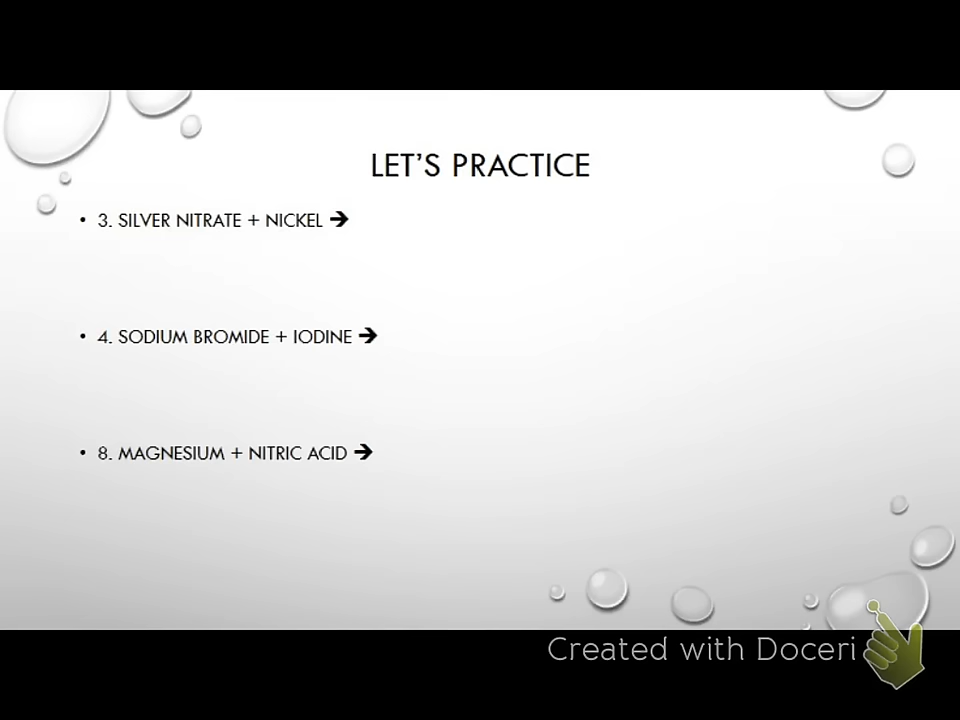 LET'S PRACTICE
• 3. SILVER NITRATE + NICKEL ➔
• 4. SODIUM BROMIDE + IODINE ➔
• 8. MAGNESIUM + NITRIC ACID ➔
Created with Doceri